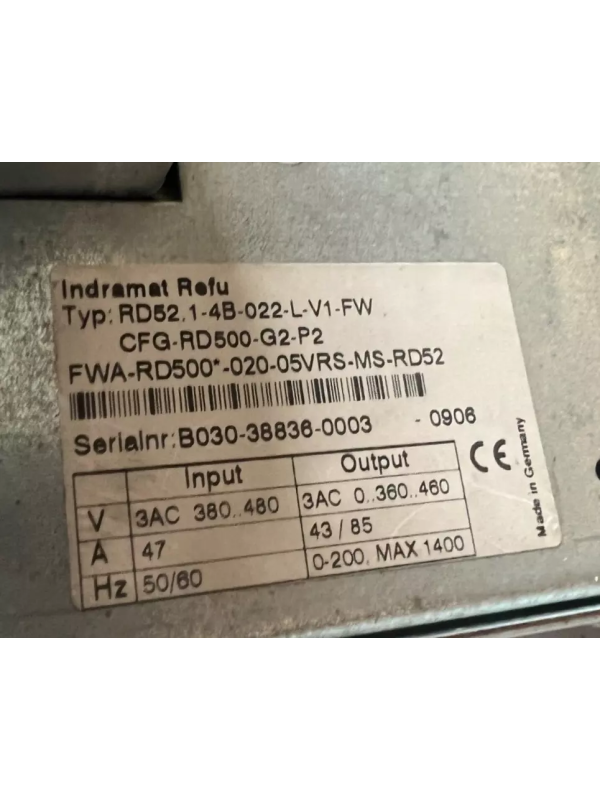 Indramat Refu
Typ: RD52.1-4B-022-L-V1-FW
CFG-RD500-G2-P2
FWA-RD500*-020-05VRS-MS-RD52
Serialnr: B030-38836-0003 - 0906
CE
Made in Germany
Input Output
V 3AC 380..480 3AC 0..360..460
A 47 43 / 85
Hz 50/60 0-200, MAX 1400